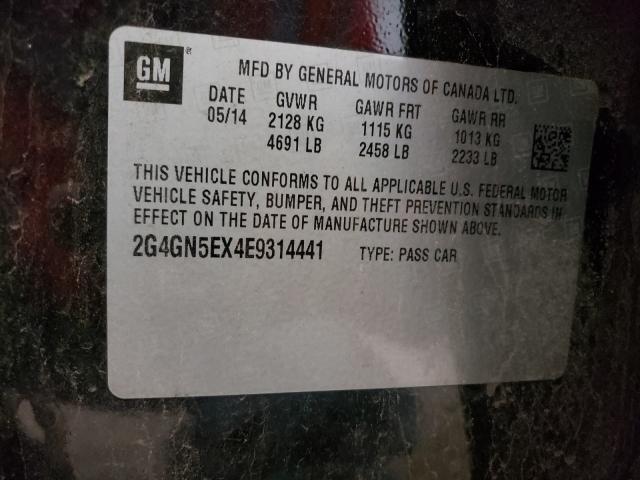 GM ®
MFD BY GENERAL MOTORS OF CANADA LTD.
DATE GVWR GAWR FRT GAWR RR
05/14 2128 KG 1115 KG 1013 KG
4691 LB 2458 LB 2233 LB
THIS VEHICLE CONFORMS TO ALL APPLICABLE U.S. FEDERAL MOTOR
VEHICLE SAFETY, BUMPER, AND THEFT PREVENTION STANDARDS IN
EFFECT ON THE DATE OF MANUFACTURE SHOWN ABOVE.
2G4GN5EX4E9314441 TYPE: PASS CAR